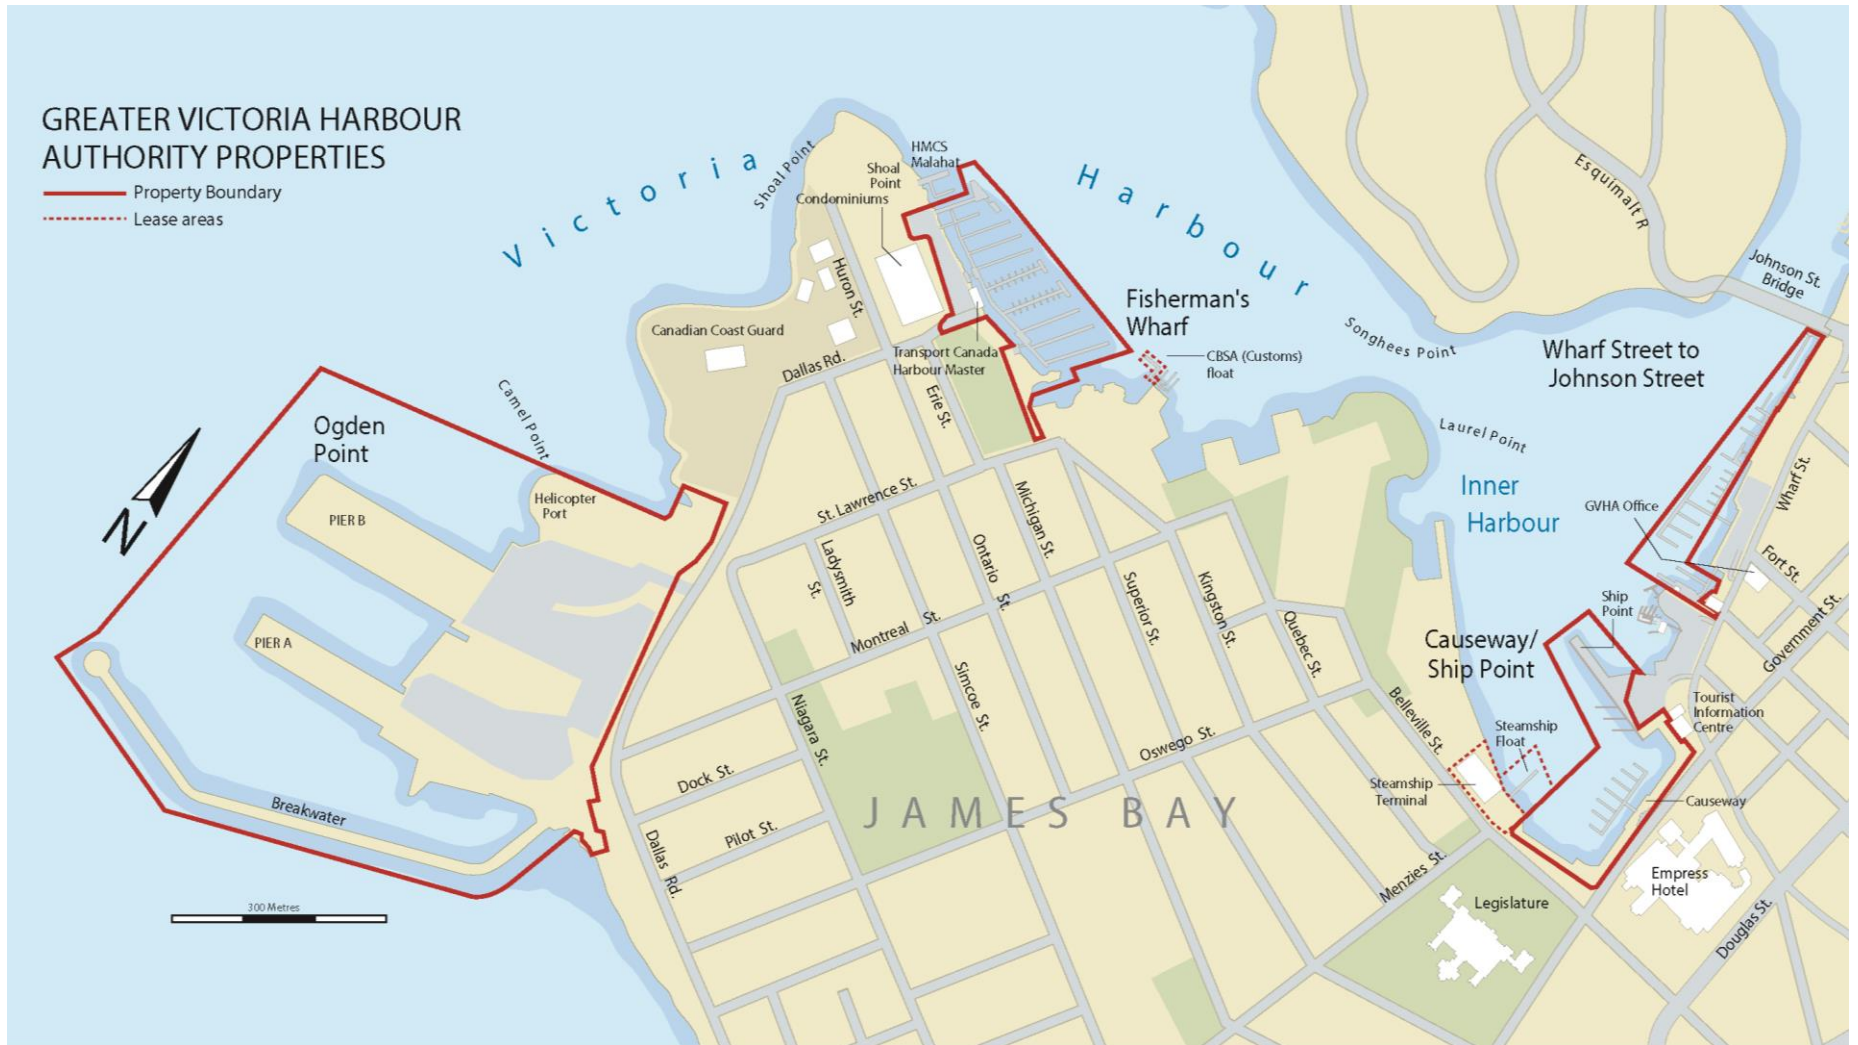 GREATER VICTORIA HARBOUR
AUTHORITY PROPERTIES
Property Boundary
Lease areas
Victoria Harbour
Shoal Point
HMCS
Malahat
Shoal
Point
Condominiums
Huron St.
Canadian Coast Guard
Dallas Rd.
Transport Canada
Harbour Master
Erie St.
Fisherman's
Wharf
CBSA (Customs)
float
Songhees Point
Esquimalt R
Johnson St.
Bridge
Wharf Street to
Johnson Street
Laurel Point
Inner
Harbour
GVHA Office
Wharf St.
Fort St.
Government St.
Ship
Point
Causeway/
Ship Point
Tourist
Information
Centre
Steamship
Float
Steamship
Terminal
Causeway
Empress
Hotel
Legislature
Douglas St.
Belleville St.
Menzies St.
Oswego St.
Quebec St.
Kingston St.
Superior St.
Michigan St.
Ontario St.
St. Lawrence St.
Ladysmith
St.
Montreal St.
Simcoe St.
Niagara St.
Dock St.
Pilot St.
Dallas Rd.
JAMES BAY
Camel Point
Ogden
Point
Helicopter
Port
PIER B
PIER A
Breakwater
N
300 Metres